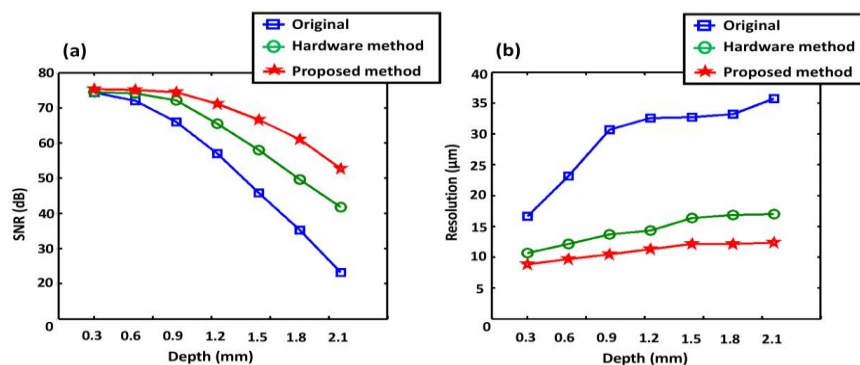 (a)
Original
Hardware method
Proposed method
80
70
60
50
40
30
20
0
SNR (dB)
0.3 0.6 0.9 1.2 1.5 1.8 2.1
Depth (mm)
(b)
Original
Hardware method
Proposed method
40
35
30
25
20
15
10
5
0
Resolution (μm)
0.3 0.6 0.9 1.2 1.5 1.8 2.1
Depth (mm)